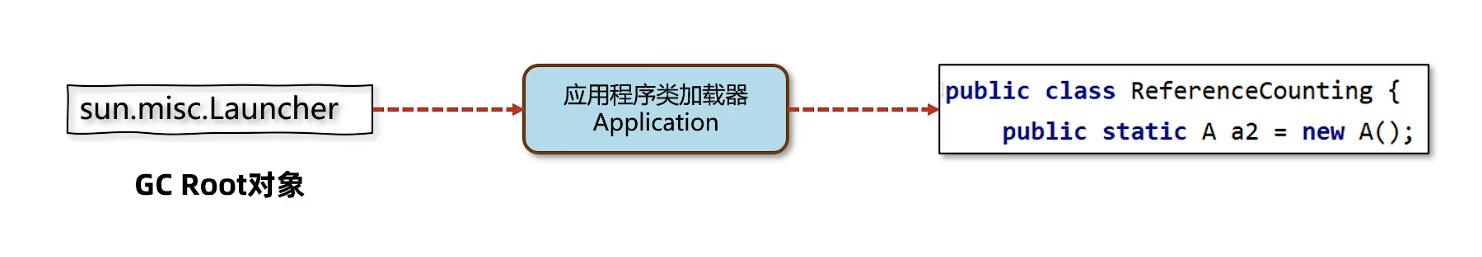 sun.misc.Launcher
GC Root对象
应用程序类加载器
Application
public class ReferenceCounting {
public static A a2 = new A();